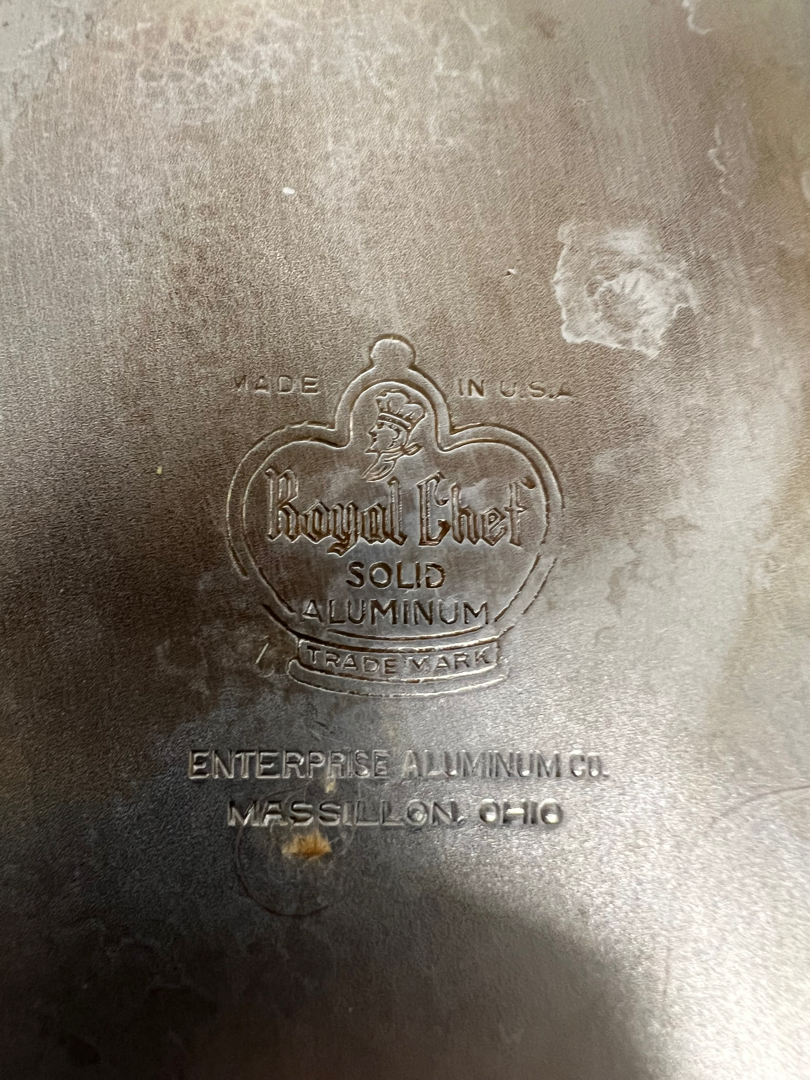 MADE IN U.S.A
Royal Chef
SOLID
ALUMINUM
TRADE MARK
ENTERPRISE ALUMINUM CO.
MASSILLON, OHIO